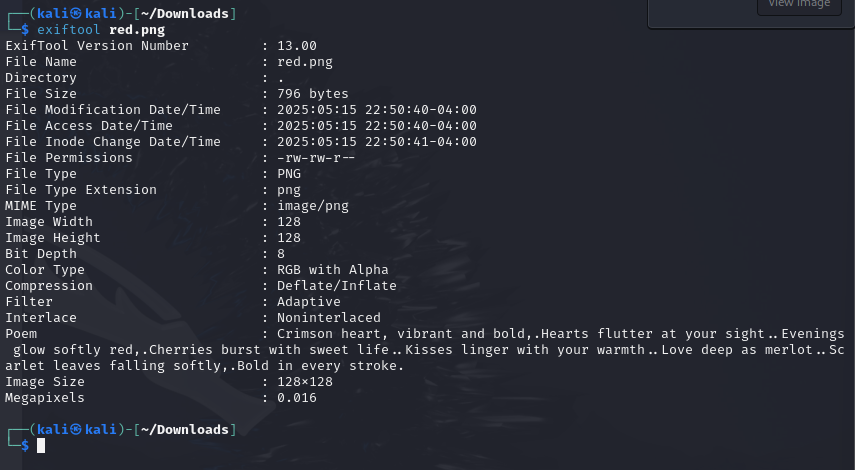 View Image
┌──(kali㉿kali)-[~/Downloads]
└─$ exiftool red.png
ExifTool Version Number         : 13.00
File Name                       : red.png
Directory                       : .
File Size                       : 796 bytes
File Modification Date/Time     : 2025:05:15 22:50:40-04:00
File Access Date/Time           : 2025:05:15 22:50:40-04:00
File Inode Change Date/Time     : 2025:05:15 22:50:41-04:00
File Permissions                : -rw-rw-r--
File Type                       : PNG
File Type Extension             : png
MIME Type                       : image/png
Image Width                     : 128
Image Height                    : 128
Bit Depth                       : 8
Color Type                      : RGB with Alpha
Compression                     : Deflate/Inflate
Filter                          : Adaptive
Interlace                       : Noninterlaced
Poem                            : Crimson heart, vibrant and bold,.Hearts flutter at your sight..Evenings
 glow softly red,.Cherries burst with sweet life..Kisses linger with your warmth..Love deep as merlot..Sc
arlet leaves falling softly,.Bold in every stroke.
Image Size                      : 128×128
Megapixels                      : 0.016
┌──(kali㉿kali)-[~/Downloads]
└─$